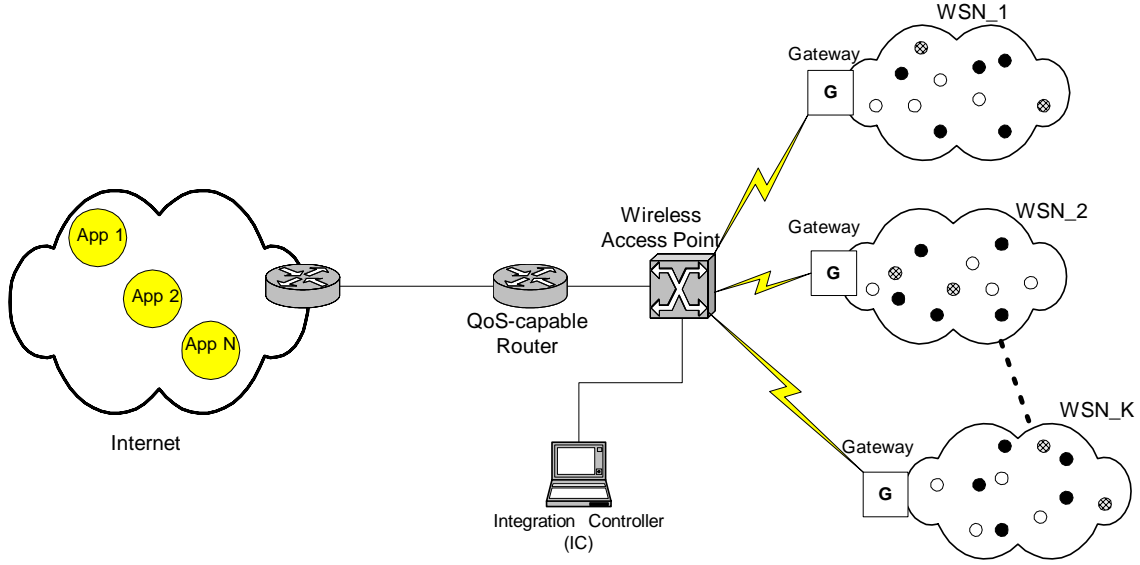 WSN_1
Gateway
G
WSN_2
Wireless
Access Point
Gateway
G
App 1
App 2
App N
QoS-capable
Router
Internet
WSN_K
Gateway
G
Integration Controller
(IC)